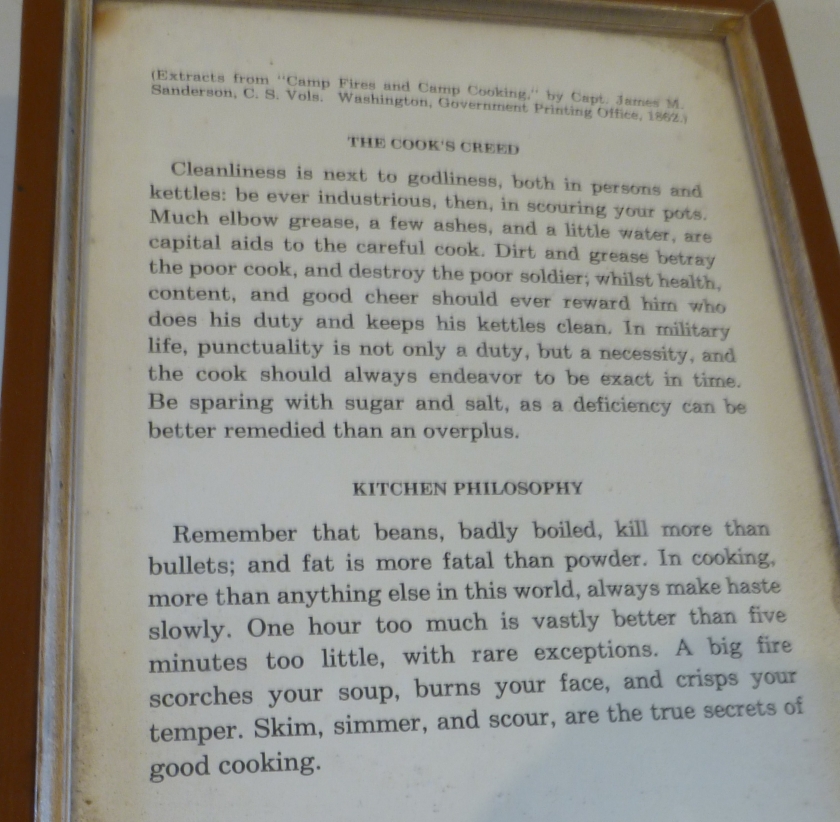 (Extracts from "Camp Fires and Camp Cooking," by Capt. James M.
Sanderson, C. S. Vols. Washington, Government Printing Office, 1862.)
THE COOK'S CREED
Cleanliness is next to godliness, both in persons and
kettles: be ever industrious, then, in scouring your pots.
Much elbow grease, a few ashes, and a little water, are
capital aids to the careful cook. Dirt and grease betray
the poor cook, and destroy the poor soldier; whilst health,
content, and good cheer should ever reward him who
does his duty and keeps his kettles clean. In military
life, punctuality is not only a duty, but a necessity, and
the cook should always endeavor to be exact in time.
Be sparing with sugar and salt, as a deficiency can be
better remedied than an overplus.
KITCHEN PHILOSOPHY
Remember that beans, badly boiled, kill more than
bullets; and fat is more fatal than powder. In cooking,
more than anything else in this world, always make haste
slowly. One hour too much is vastly better than five
minutes too little, with rare exceptions. A big fire
scorches your soup, burns your face, and crisps your
temper. Skim, simmer, and scour, are the true secrets of
good cooking.